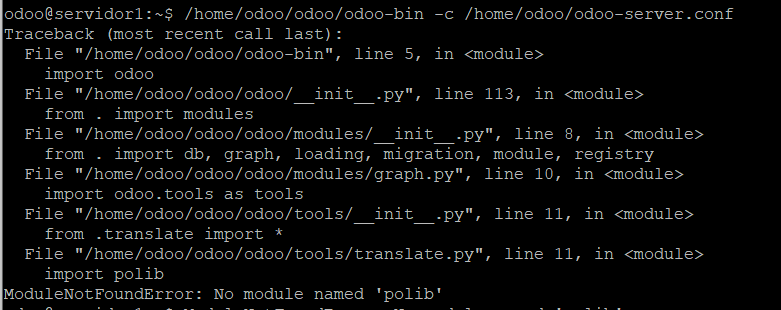 odoo@servidor1:~$ /home/odoo/odoo/odoo-bin -c /home/odoo/odoo-server.conf
Traceback (most recent call last):
  File "/home/odoo/odoo/odoo-bin", line 5, in <module>
    import odoo
  File "/home/odoo/odoo/odoo/__init__.py", line 113, in <module>
    from . import modules
  File "/home/odoo/odoo/odoo/modules/__init__.py", line 8, in <module>
    from . import db, graph, loading, migration, module, registry
  File "/home/odoo/odoo/odoo/modules/graph.py", line 10, in <module>
    import odoo.tools as tools
  File "/home/odoo/odoo/odoo/tools/__init__.py", line 11, in <module>
    from .translate import *
  File "/home/odoo/odoo/odoo/tools/translate.py", line 11, in <module>
    import polib
ModuleNotFoundError: No module named 'polib'